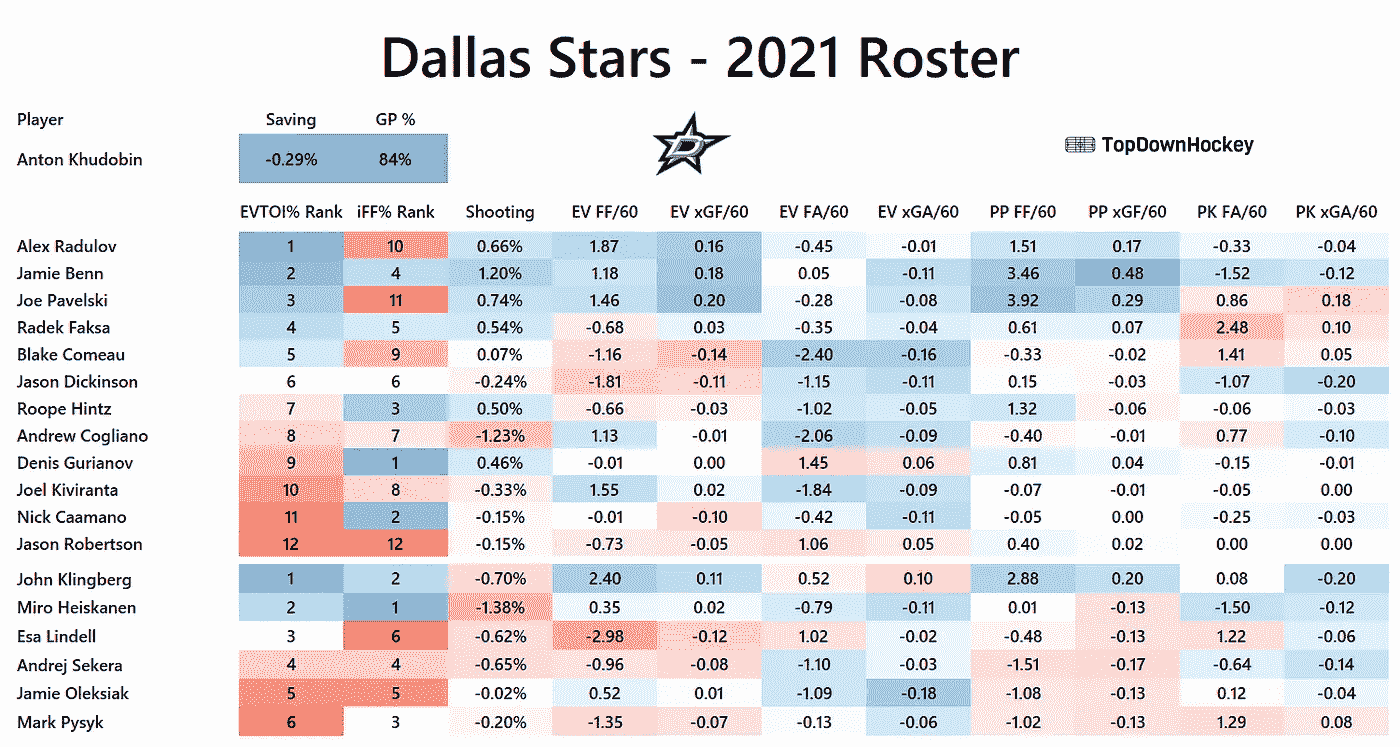 Dallas Stars - 2021 Roster
Player Saving GP %
TopDownHockey
Anton Khudobin -0.29% 84%
EVTOI% Rank iFF% Rank Shooting EV FF/60 EV xGF/60 EV FA/60 EV xGA/60 PP FF/60 PP xGF/60 PK FA/60 PK xGA/60
Alex Radulov 1 10 0.66% 1.87 0.16 -0.45 -0.01 1.51 0.17 -0.33 -0.04
Jamie Benn 2 4 1.20% 1.18 0.18 0.05 -0.11 3.46 0.48 -1.52 -0.12
Joe Pavelski 3 11 0.74% 1.46 0.20 -0.28 -0.08 3.92 0.29 0.86 0.18
Radek Faksa 4 5 0.54% -0.68 0.03 -0.35 -0.04 0.61 0.07 2.48 0.10
Blake Comeau 5 9 0.07% -1.16 -0.14 -2.40 -0.16 -0.33 -0.02 1.41 0.05
Jason Dickinson 6 6 -0.24% -1.81 -0.11 -1.15 -0.11 0.15 -0.03 -1.07 -0.20
Roope Hintz 7 3 0.50% -0.66 -0.03 -1.02 -0.05 1.32 -0.06 -0.06 -0.03
Andrew Cogliano 8 7 -1.23% 1.13 -0.01 -2.06 -0.09 -0.40 -0.01 0.77 -0.10
Denis Gurianov 9 1 0.46% -0.01 0.00 1.45 0.06 0.81 0.04 -0.15 -0.01
Joel Kiviranta 10 8 -0.33% 1.55 0.02 -1.84 -0.09 -0.07 -0.01 -0.05 0.00
Nick Caamano 11 2 -0.15% -0.01 -0.10 -0.42 -0.11 -0.05 0.00 -0.25 -0.03
Jason Robertson 12 12 -0.15% -0.73 -0.05 1.06 0.05 0.40 0.02 0.00 0.00
John Klingberg 1 2 -0.70% 2.40 0.11 0.52 0.10 2.88 0.20 0.08 -0.20
Miro Heiskanen 2 1 -1.38% 0.35 0.02 -0.79 -0.11 0.01 -0.13 -1.50 -0.12
Esa Lindell 3 6 -0.62% -2.98 -0.12 1.02 -0.02 -0.48 -0.13 1.22 -0.06
Andrej Sekera 4 4 -0.65% -0.96 -0.08 -1.10 -0.03 -1.51 -0.17 -0.64 -0.14
Jamie Oleksiak 5 5 -0.02% 0.52 0.01 -1.09 -0.18 -1.08 -0.13 0.12 -0.04
Mark Pysyk 6 3 -0.20% -1.35 -0.07 -0.13 -0.06 -1.02 -0.13 1.29 0.08